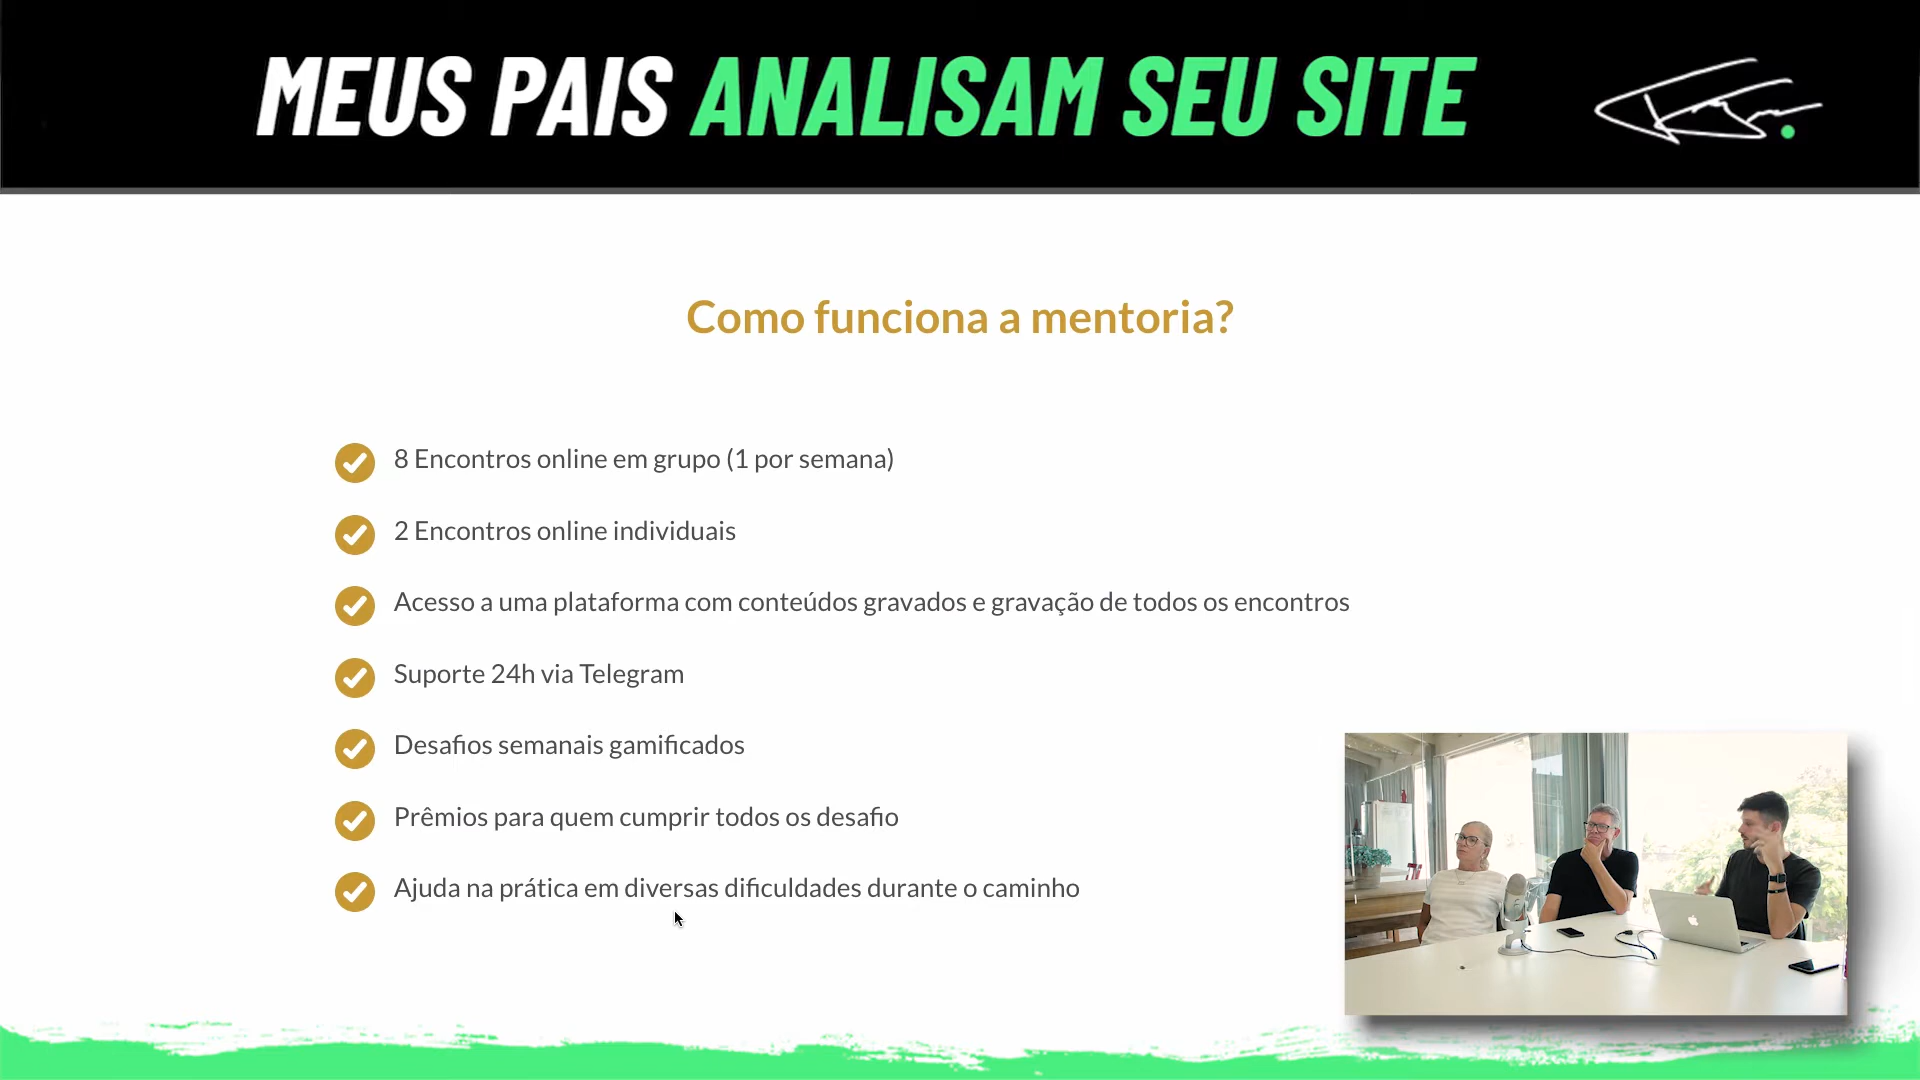 MEUS PAIS ANALISAM SEU SITE
Como funciona a mentoria?
8 Encontros online em grupo (1 por semana)
2 Encontros online individuais
Acesso a uma plataforma com conteúdos gravados e gravação de todos os encontros
Suporte 24h via Telegram
Desafios semanais gamificados
Prêmios para quem cumprir todos os desafio
Ajuda na prática em diversas dificuldades durante o caminho